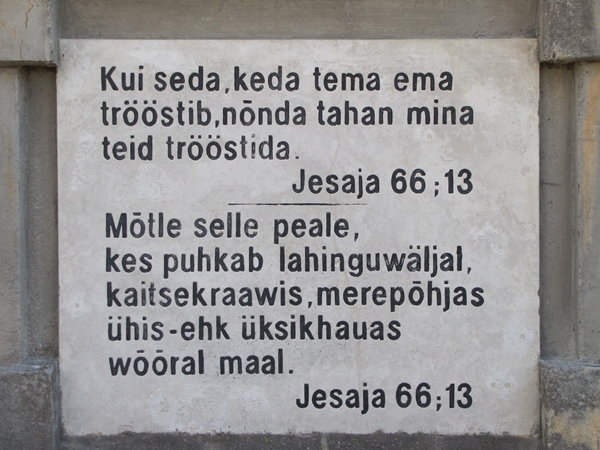 Kui seda,keda tema ema
trööstib,nõnda tahan mina
teid trööstida.
Jesaja 66;13
Mõtle selle peale,
kes puhkab lahinguwäljal,
kaitsekraawis,merepõhjas
ühis-ehk üksikhauas
wõõral maal.
Jesaja 66;13